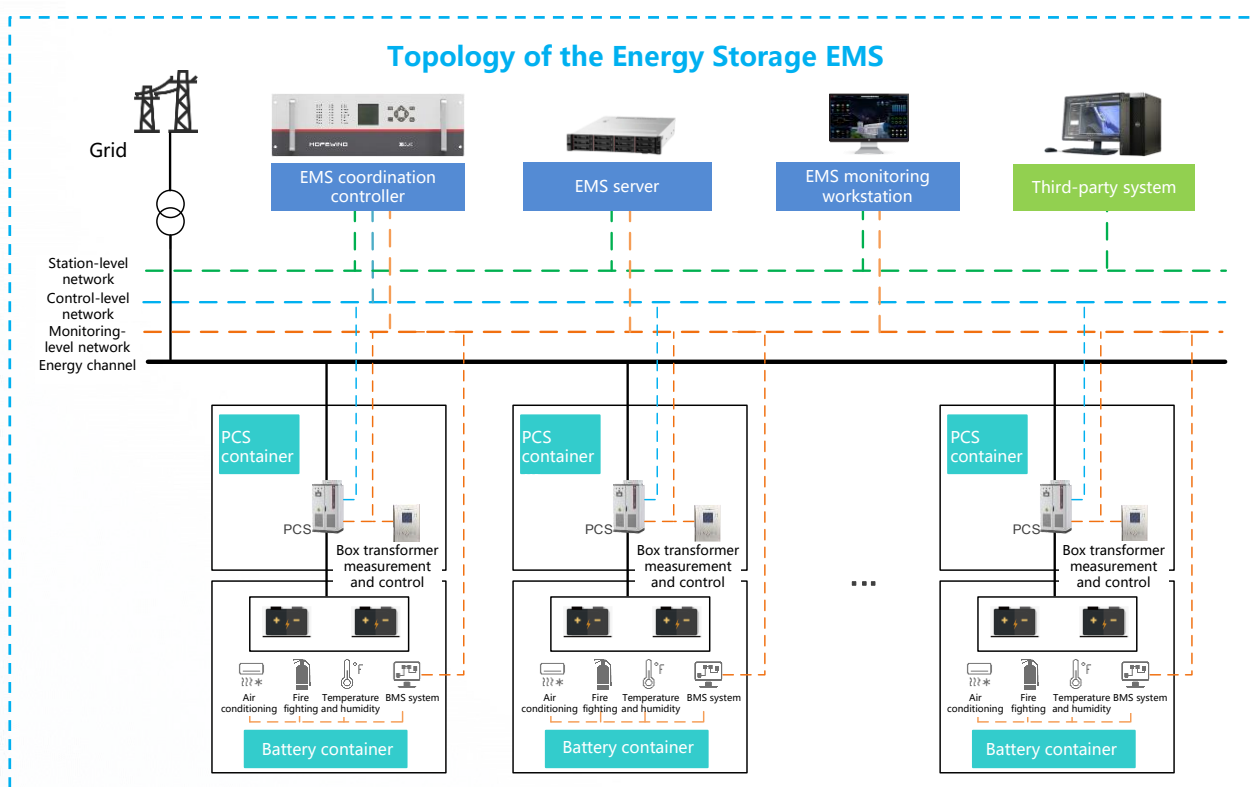 Topology of the Energy Storage EMS
Grid
HOPEWIND
EMS coordination
controller
EMS server
EMS monitoring
workstation
Third-party system
Station-level
network
Control-level
network
Monitoring-
level network
Energy channel
PCS
container
PCS
Box transformer
measurement
and control
PCS
container
PCS
Box transformer
measurement
and control
...
PCS
container
PCS
Box transformer
measurement
and control
°F
Air
conditioning
Fire
fighting
Temperature
and humidity
BMS system
Battery container
°F
Air
conditioning
Fire
fighting
Temperature
and humidity
BMS system
Battery container
°F
Air
conditioning
Fire
fighting
Temperature
and humidity
BMS system
Battery container